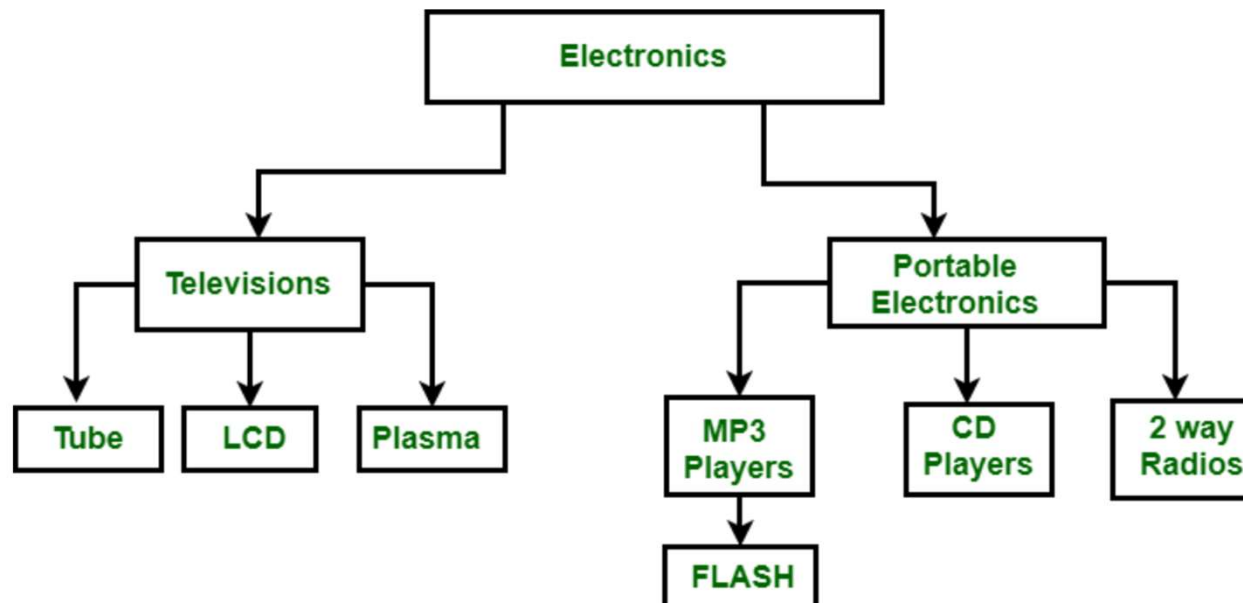 Electronics
Televisions
Portable
Electronics
Tube
LCD
Plasma
MP3
Players
CD
Players
2 way
Radios
FLASH